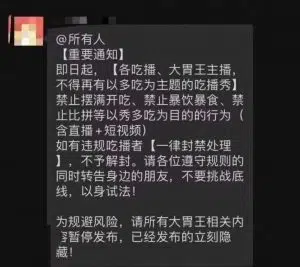 @所有人
【重要通知】
即日起，【各吃播、大胃王主播，
不得再有以多吃为主题的吃播秀】
禁止摆满开吃、禁止暴饮暴食、禁
止比拼等以秀多吃为目的的行为（
含直播+短视频）
如有违规吃播者【一律封禁处理
】，不予解封。请各位遵守规则的
同时转告身边的朋友，不要挑战底
线，以身试法！
为规避风险，请所有大胃王相关内
暂停发布，已经发布的立刻隐
藏！